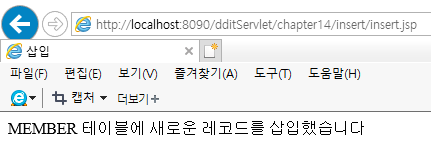 http://localhost:8090/dditServlet/chapter14/insert/insert.jsp
삽입
파일(F) 편집(E) 보기(V) 즐겨찾기(A) 도구(T) 도움말(H)
캡처 더보기
MEMBER 테이블에 새로운 레코드를 삽입했습니다